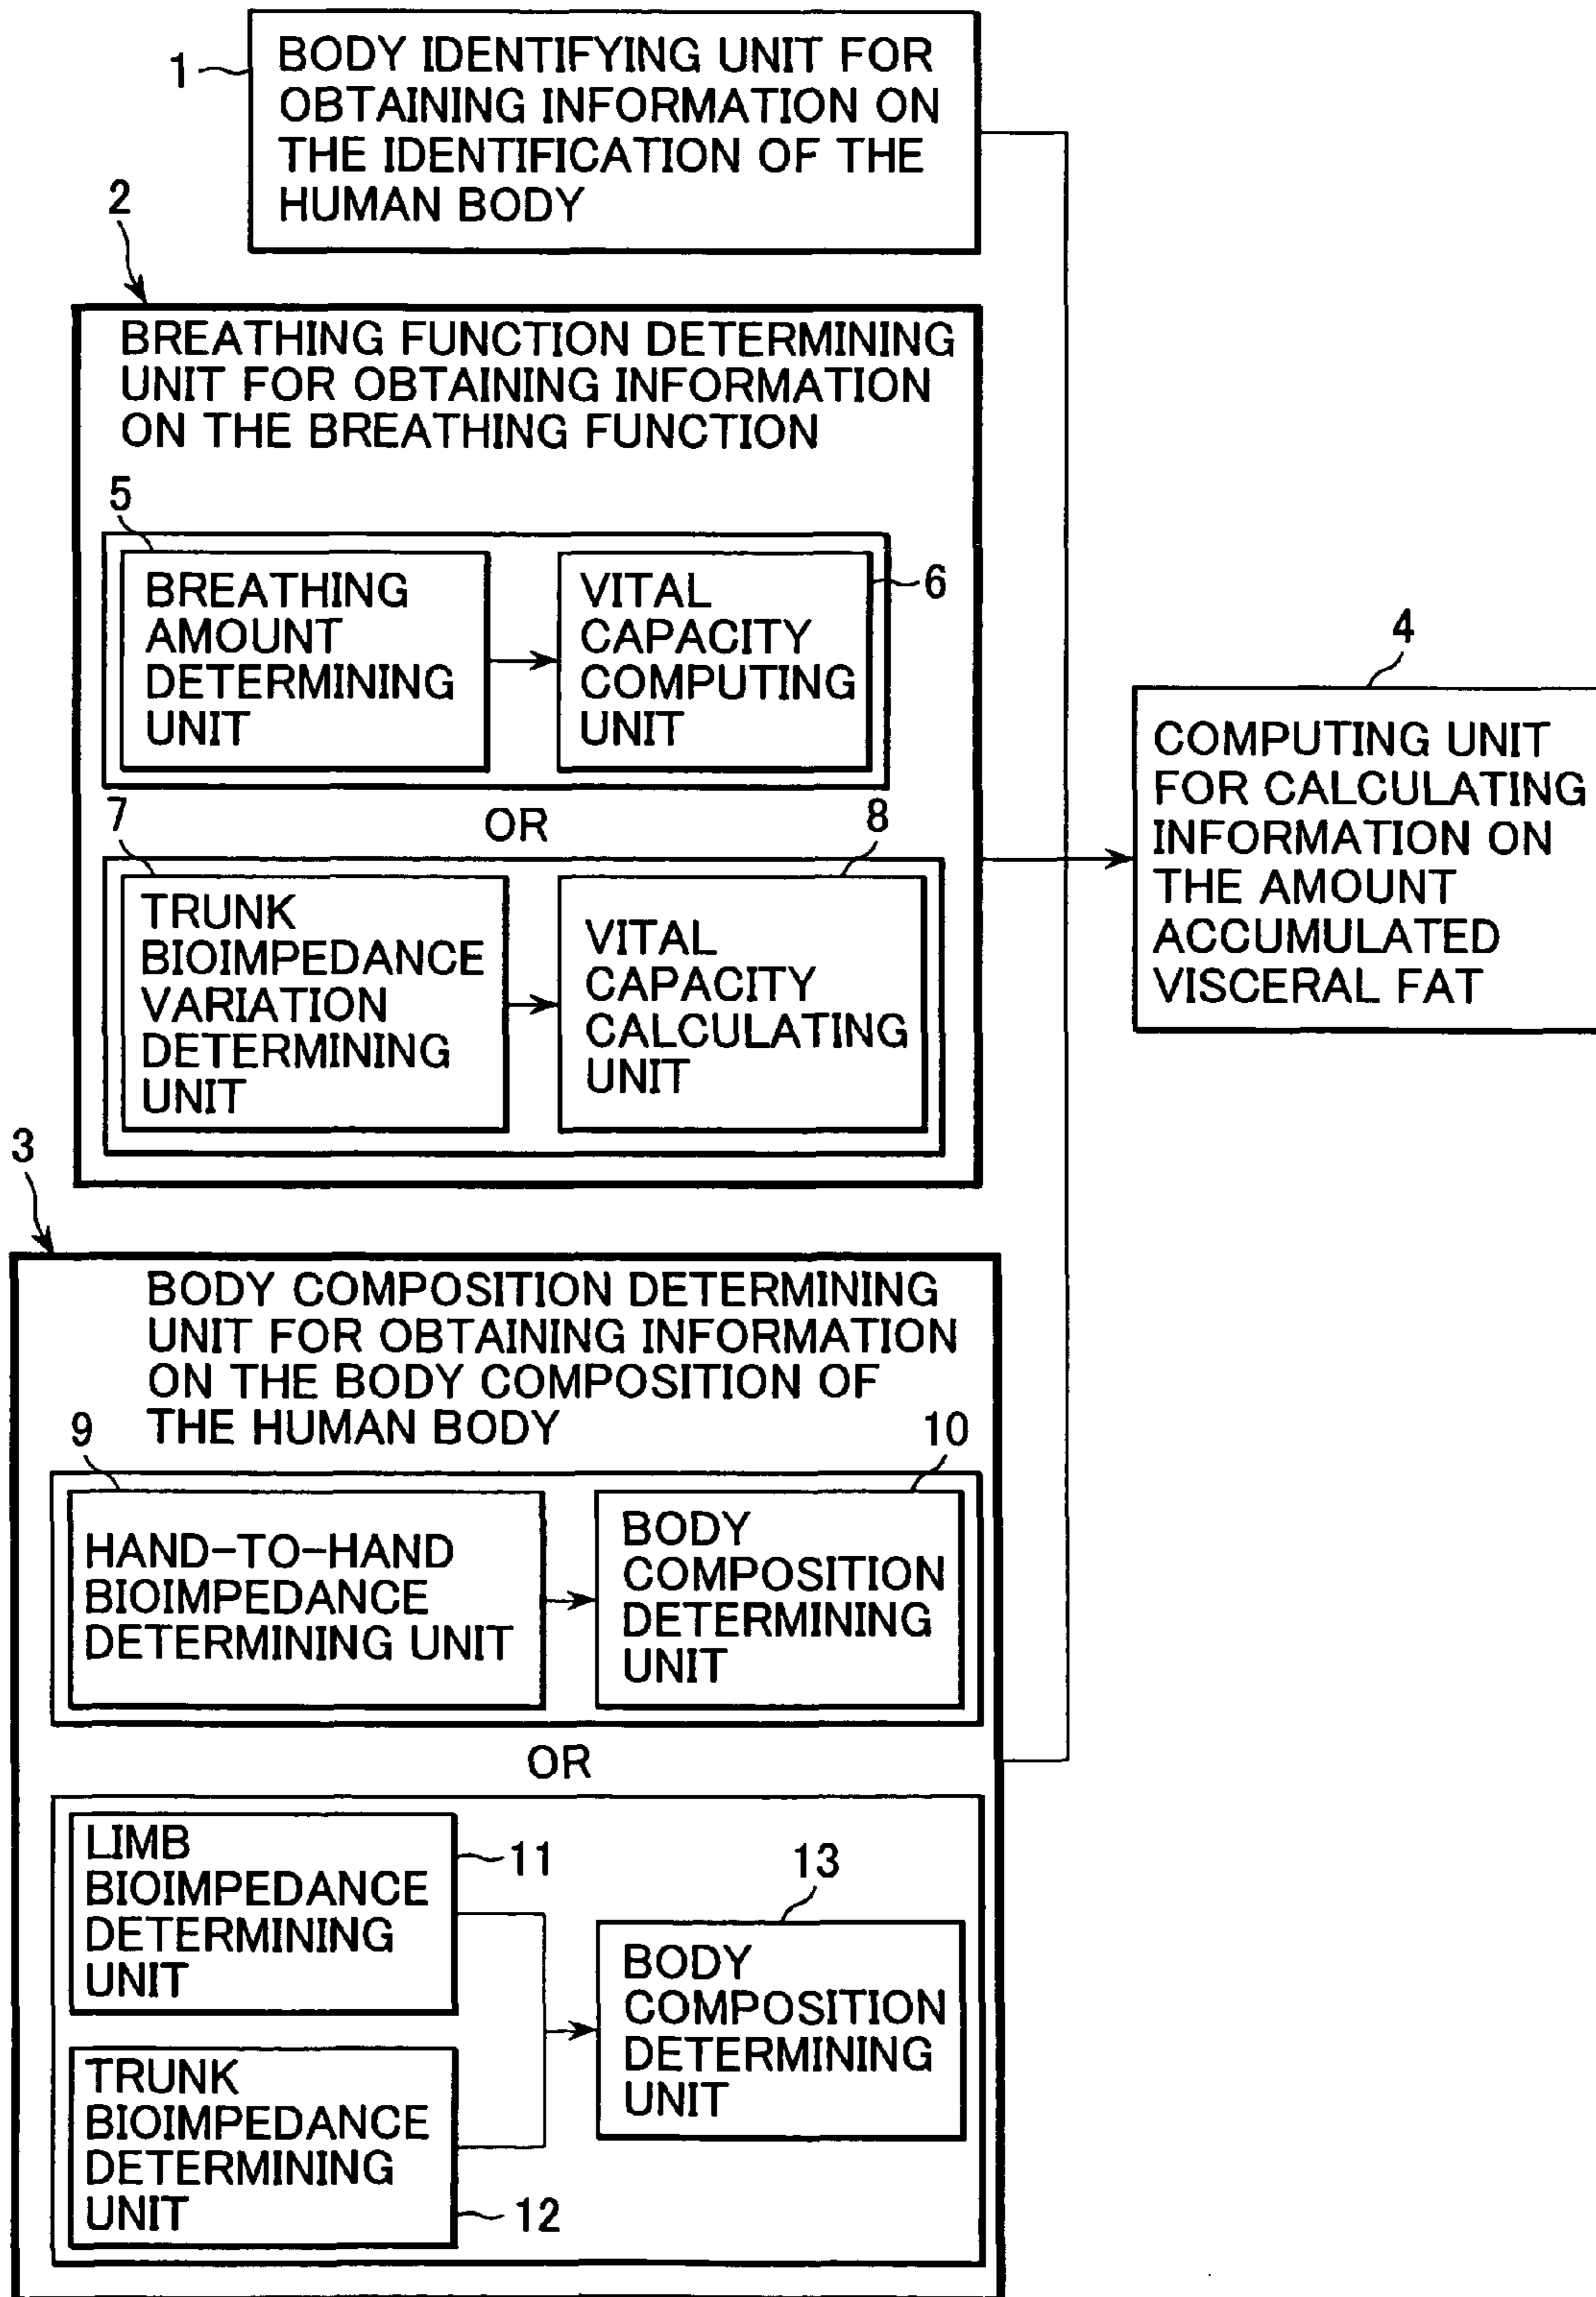 1
BODY IDENTIFYING UNIT FOR
OBTAINING INFORMATION ON
THE IDENTIFICATION OF THE
HUMAN BODY
2
BREATHING FUNCTION DETERMINING
UNIT FOR OBTAINING INFORMATION
ON THE BREATHING FUNCTION
5
BREATHING
AMOUNT
DETERMINING
UNIT
VITAL
CAPACITY
COMPUTING
UNIT
6
OR
7
TRUNK
BIOIMPEDANCE
VARIATION
DETERMINING
UNIT
8
VITAL
CAPACITY
CALCULATING
UNIT
4
COMPUTING UNIT
FOR CALCULATING
INFORMATION ON
THE AMOUNT
ACCUMULATED
VISCERAL FAT
3
BODY COMPOSITION DETERMINING
UNIT FOR OBTAINING INFORMATION
ON THE BODY COMPOSITION OF
THE HUMAN BODY
9
HAND-TO-HAND
BIOIMPEDANCE
DETERMINING UNIT
10
BODY
COMPOSITION
DETERMINING
UNIT
OR
LIMB
BIOIMPEDANCE
DETERMINING
UNIT
11
TRUNK
BIOIMPEDANCE
DETERMINING
UNIT
12
13
BODY
COMPOSITION
DETERMINING
UNIT